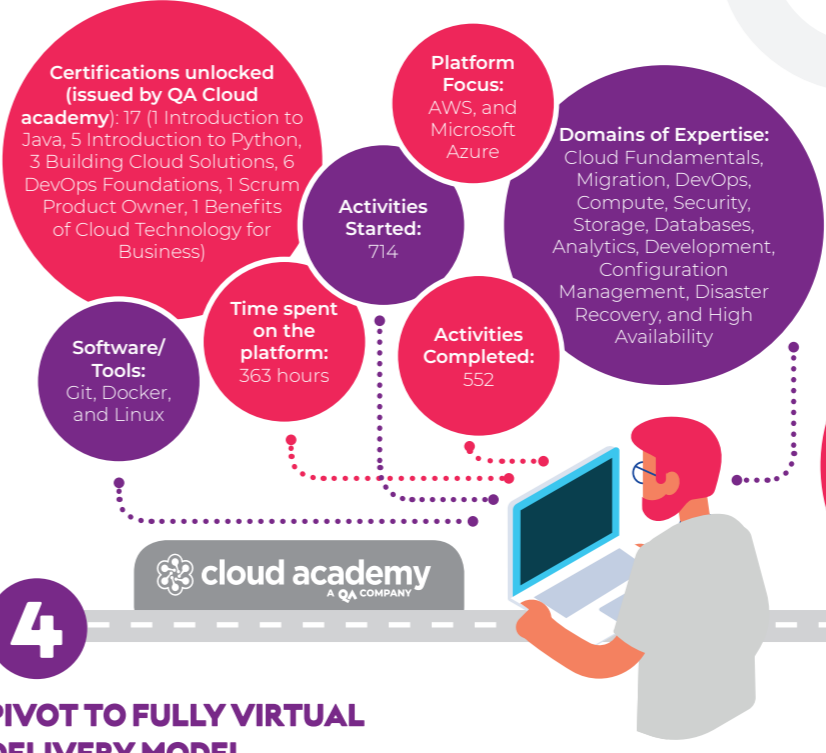 Certifications unlocked
(issued by QA Cloud
academy): 17 (1 Introduction to
Java, 5 Introduction to Python,
3 Building Cloud Solutions, 6
DevOps Foundations, 1 Scrum
Product Owner, 1 Benefits
of Cloud Technology for
Business)
Platform
Focus:
AWS, and
Microsoft
Azure
Domains of Expertise:
Cloud Fundamentals,
Migration, DevOps,
Compute, Security,
Storage, Databases,
Analytics, Development,
Configuration
Management, Disaster
Recovery, and High
Availability
Activities
Started:
714
Time spent
on the
platform:
363 hours
Activities
Completed:
552
Software/
Tools:
Git, Docker,
and Linux
cloud academy
A QA COMPANY
4
PIVOT TO FULLY VIRTUAL
DELIVERY MODEL